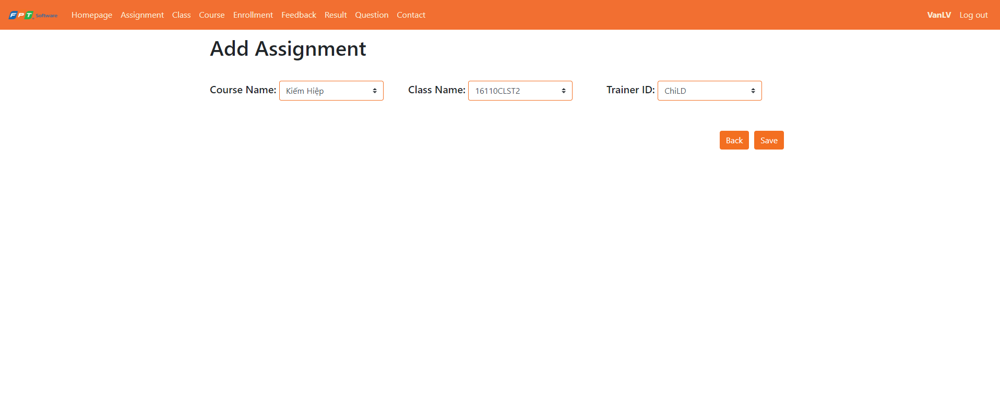 FPT Software Homepage Assignment Class Course Enrollment Feedback Result Question Contact VanLV Log out
Add Assignment
Course Name: Kiếm Hiệp Class Name: 16110CLST2 Trainer ID: ChiLD
Back Save